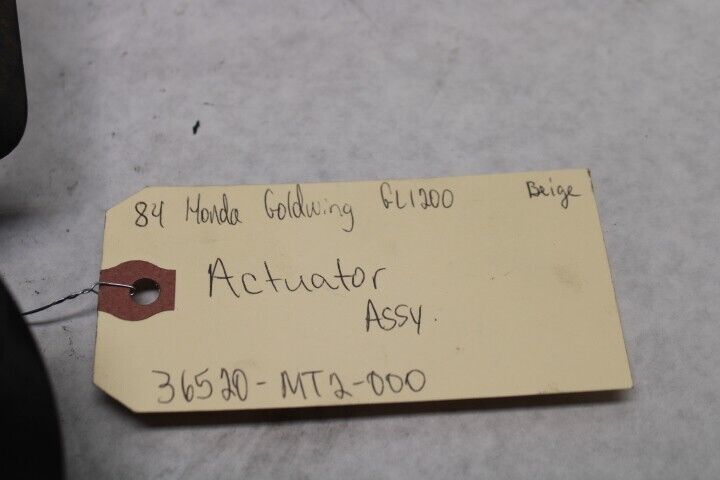 84 Honda Goldwing GL1200 Beige
Actuator
Assy.
36520-MT2-000